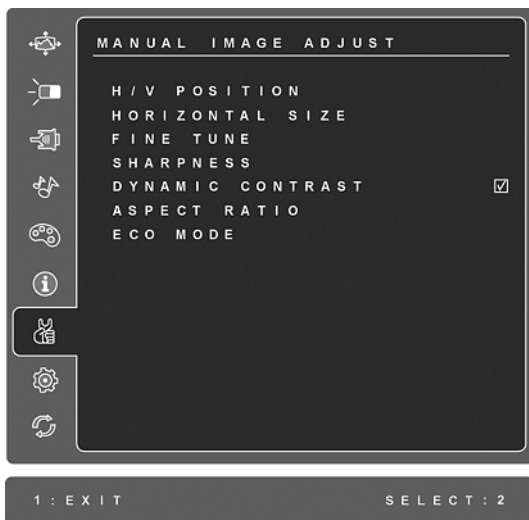 MANUAL IMAGE ADJUST
H/V POSITION
HORIZONTAL SIZE
FINE TUNE
SHARPNESS
DYNAMIC CONTRAST
ASPECT RATIO
ECO MODE
1:EXIT SELECT:2